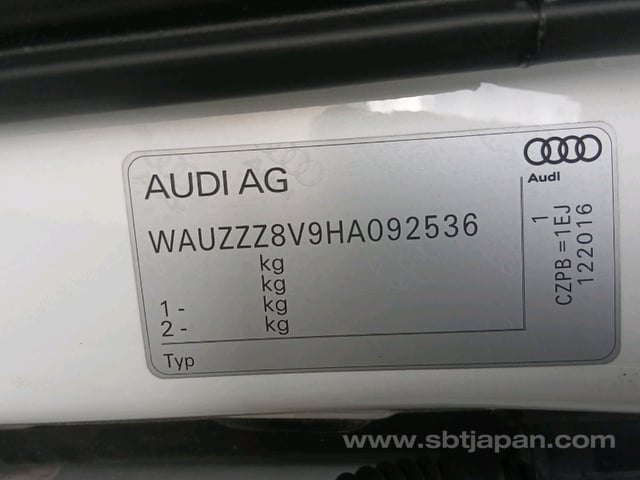 AUDI AG
Audi
WAUZZZ8V9HA092536
kg
kg
1 - kg
2 - kg
Typ
1
CZPB = 1EJ
122016
www.sbtjapan.com